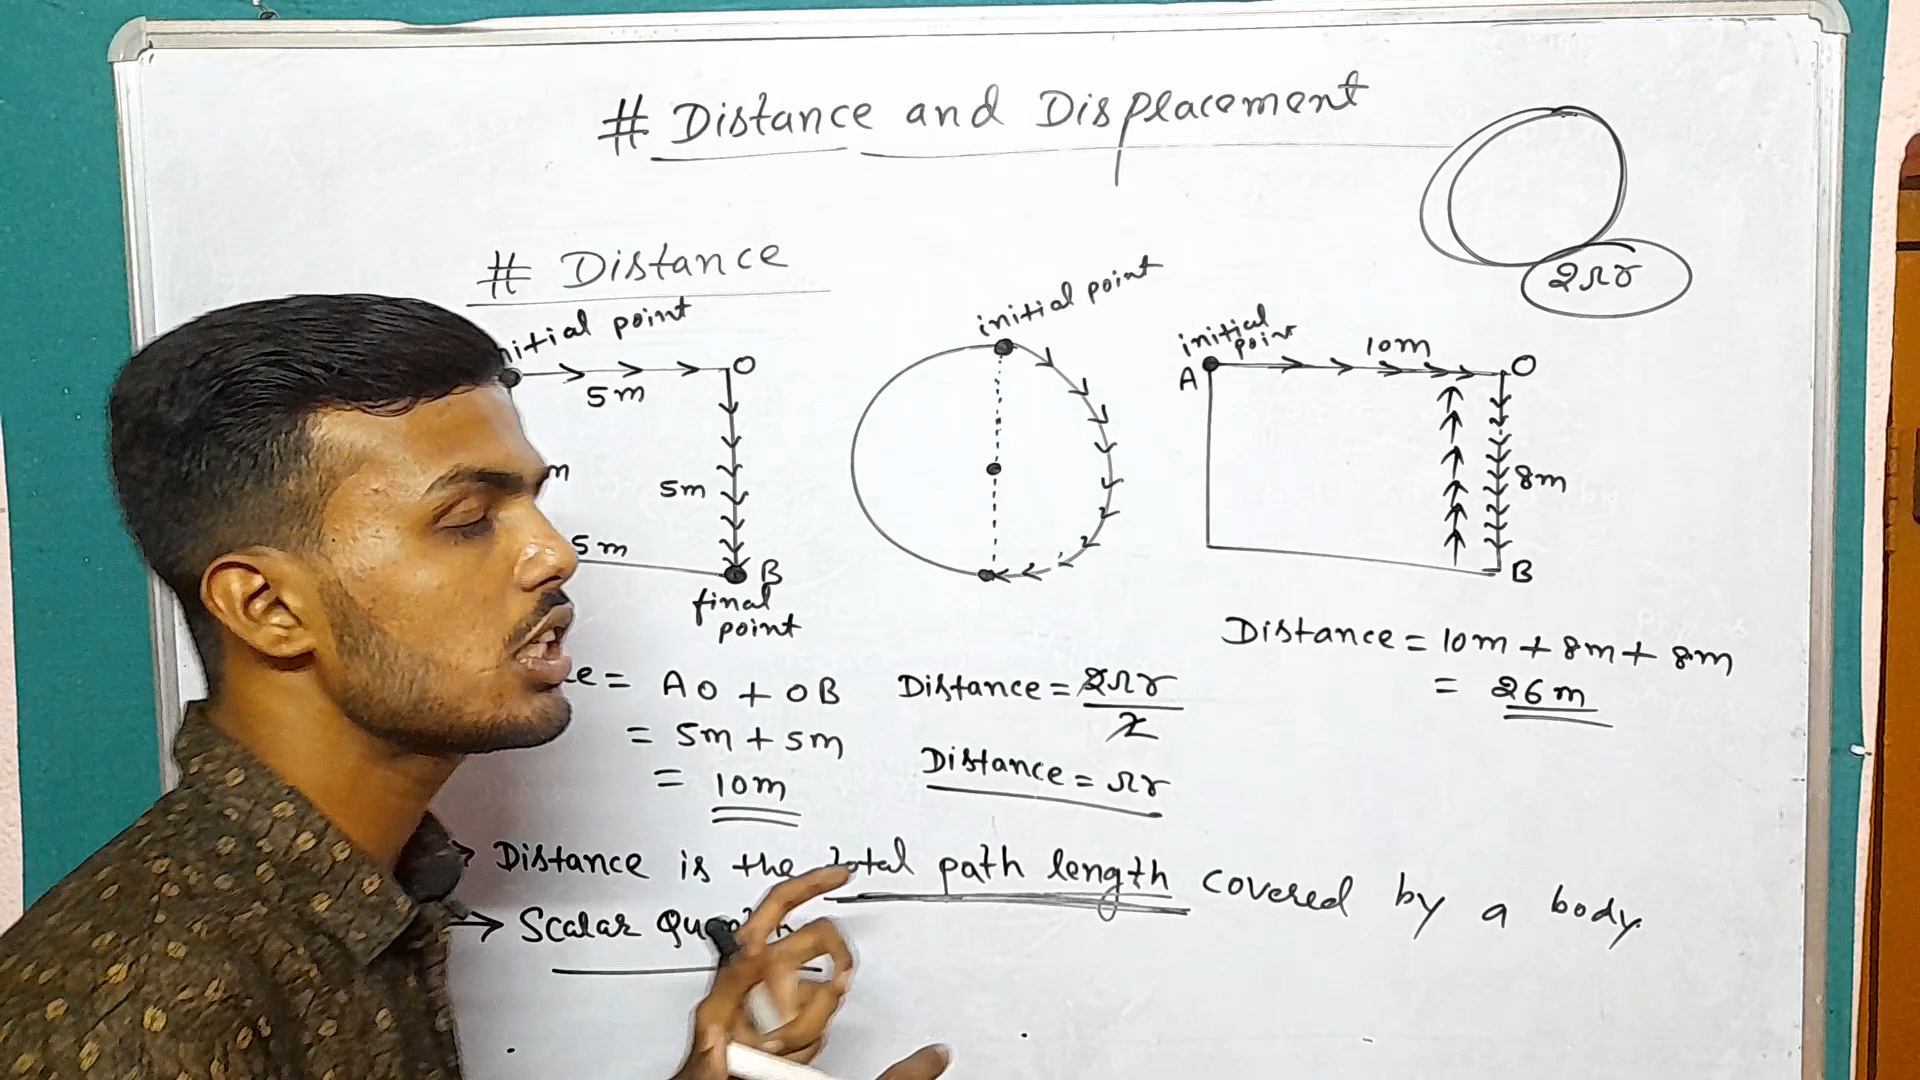 # Distance and Displacement
2πr
# Distance
initial point
5m
O
5m
m
5m
B
final
point
= AO + OB
= 5m + 5m
= 10m
initial point
Distance = 2πr
2
Distance = πr
initial
point
A
10m
O
8m
B
Distance = 10m + 8m + 8m
= 26m
→ Distance is the total path length covered by a body
→ Scalar